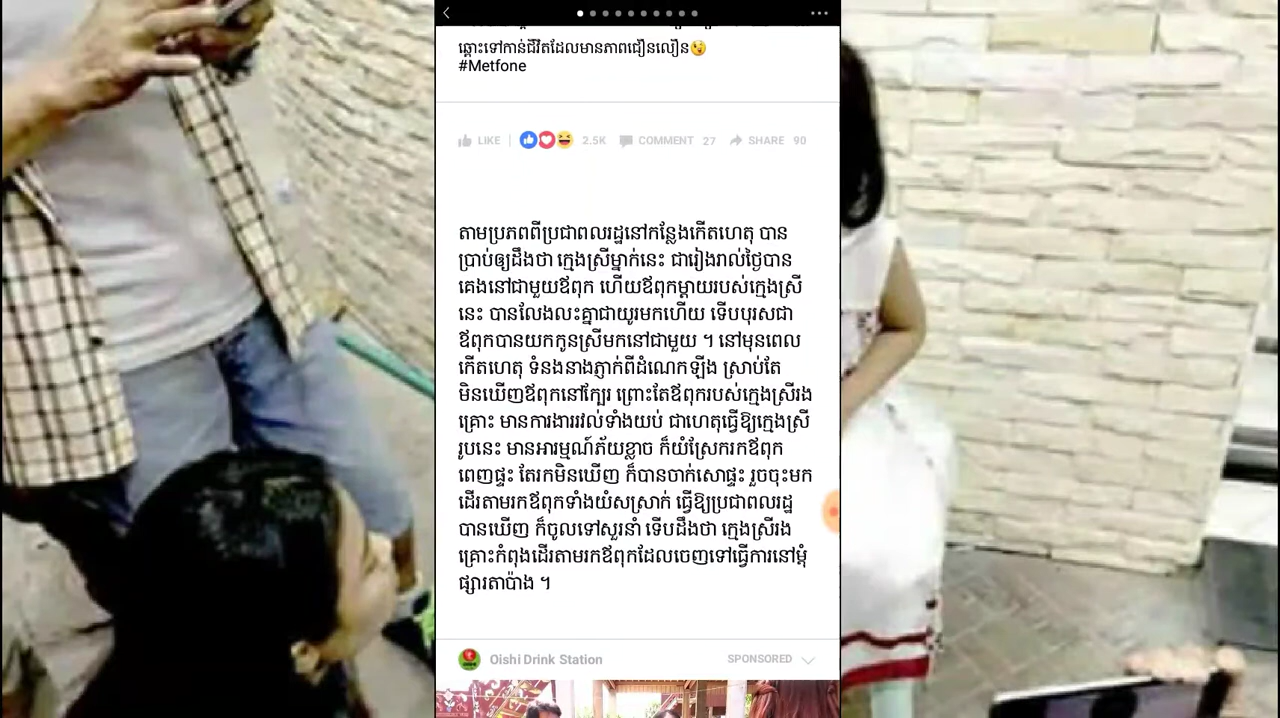 ឆ្ពោះទៅកាន់ជីវិតដែលមានភាពជឿនលឿន😲
#Metfone
LIKE 2.5K COMMENT 27 SHARE 90
តាមប្រភពពីប្រជាពលរដ្ឋនៅកន្លែងកើតហេតុ បាន
ប្រាប់ឲ្យដឹងថា ក្មេងស្រីម្នាក់នេះ ជារៀងរាល់ថ្ងៃបាន
គេងនៅជាមួយឪពុក ហើយឪពុកម្តាយរបស់ក្មេងស្រី
នេះ បានលែងលះគ្នាជាយូរមកហើយ ទើបបុរសជា
ឪពុកបានយកកូនស្រីមកនៅជាមួយ ។ នៅមុនពេល
កើតហេតុ ទំនងនាងភ្ញាក់ពីដំណេកឡើង ស្រាប់តែ
មិនឃើញឪពុកនៅក្បែរ ព្រោះតែឪពុករបស់ក្មេងស្រីរង
គ្រោះ មានការងាររវល់ទាំងយប់ ជាហេតុធ្វើឱ្យក្មេងស្រី
រូបនេះ មានអារម្មណ៍ភ័យខ្លាច ក៏យំស្រែករកឪពុក
ពេញផ្ទះ តែរកមិនឃើញ ក៏បានចាក់សោផ្ទះ រួចចុះមក
ដើរតាមរកឪពុកទាំងយំសស្រាក់ ធ្វើឱ្យប្រជាពលរដ្ឋ
បានឃើញ ក៏ចូលទៅសួរនាំ ទើបដឹងថា ក្មេងស្រីរង
គ្រោះកំពុងដើរតាមរកឪពុកដែលចេញទៅធ្វើការនៅម្តុំ
ផ្សារតាប៉ាង ។
Oishi Drink Station SPONSORED